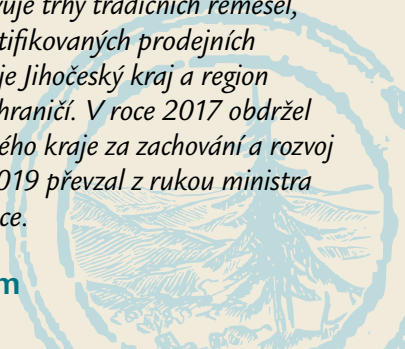 vuje trhy tradičních řemesel,
tifikovaných prodejních
je Jihočeský kraj a region
hraničí. V roce 2017 obdržel
ého kraje za zachování a rozvoj
019 převzal z rukou ministra
ce.
m